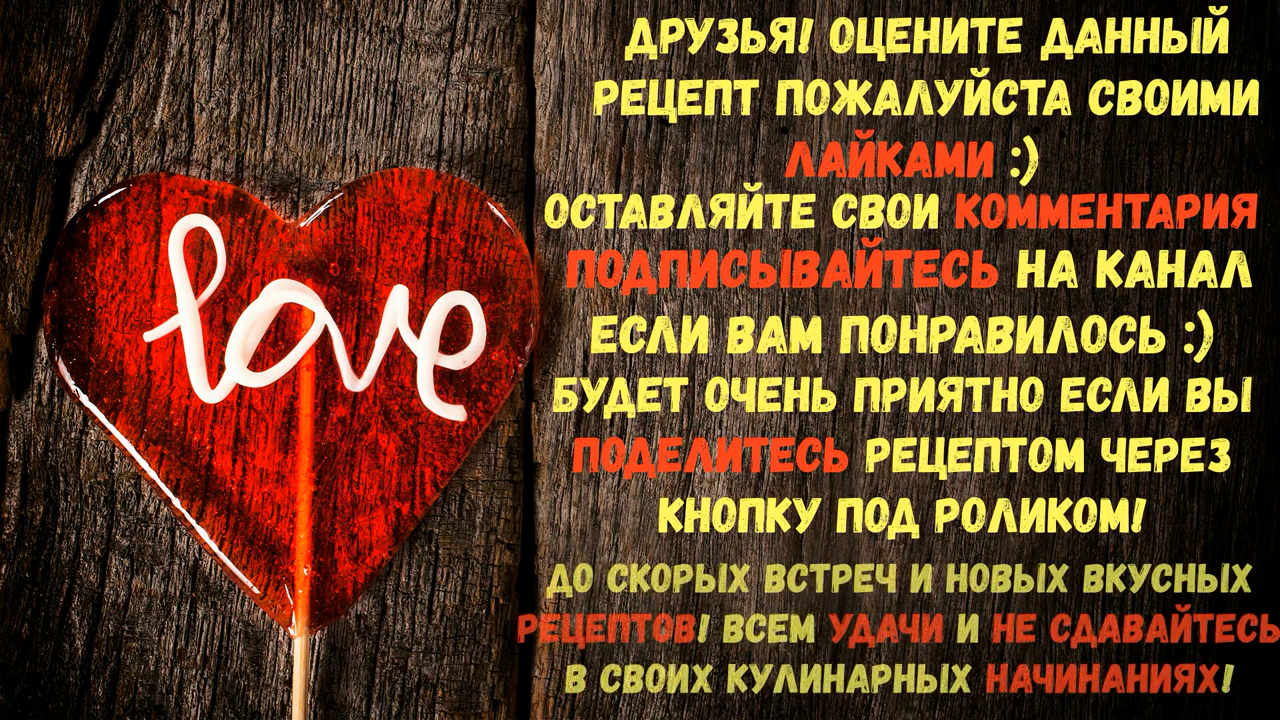 love
ДРУЗЬЯ! ОЦЕНИТЕ ДАННЫЙ
РЕЦЕПТ ПОЖАЛУЙСТА СВОИМИ
ЛАЙКАМИ :)
ОСТАВЛЯЙТЕ СВОИ КОММЕНТАРИЯ
ПОДПИСЫВАЙТЕСЬ НА КАНАЛ
ЕСЛИ ВАМ ПОНРАВИЛОСЬ :)
БУДЕТ ОЧЕНЬ ПРИЯТНО ЕСЛИ ВЫ
ПОДЕЛИТЕСЬ РЕЦЕПТОМ ЧЕРЕЗ
КНОПКУ ПОД РОЛИКОМ!
ДО СКОРЫХ ВСТРЕЧ И НОВЫХ ВКУСНЫХ
РЕЦЕПТОВ! ВСЕМ УДАЧИ И НЕ СДАВАЙТЕСЬ
В СВОИХ КУЛИНАРНЫХ НАЧИНАНИЯХ!